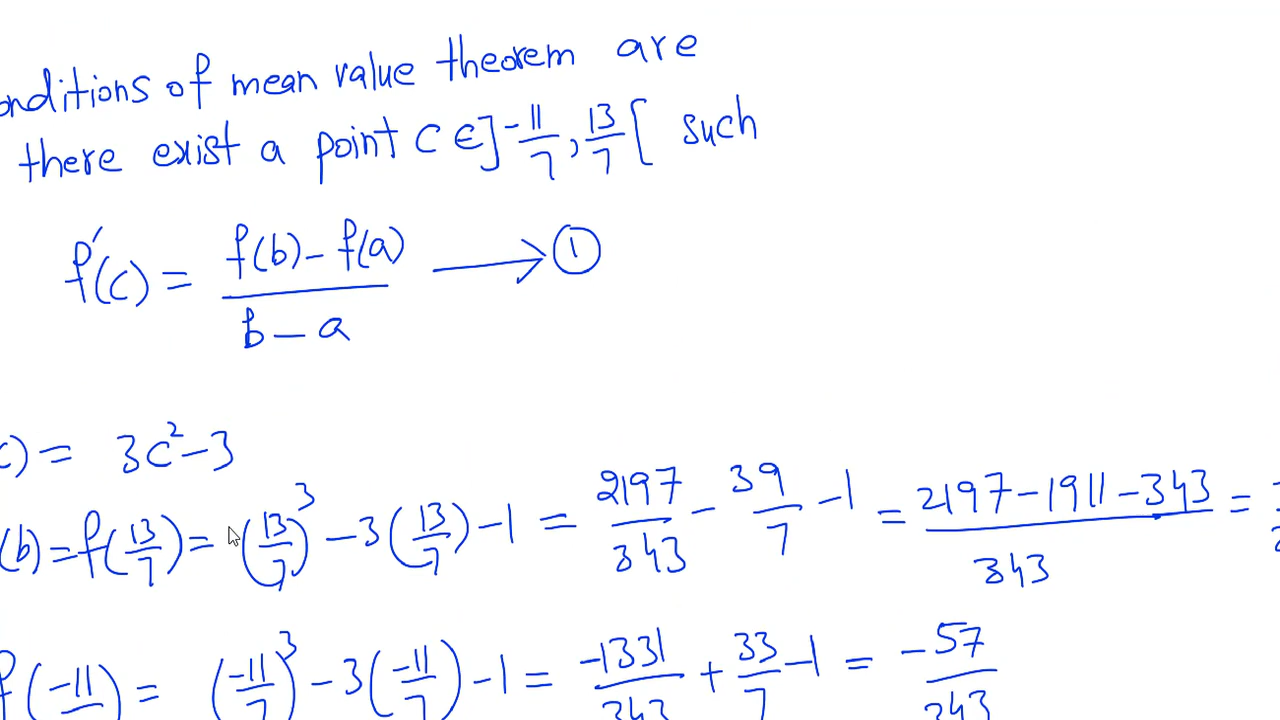 onditions of mean value theorem are
there exist a point c ∈ ]-11/7, 13/7[ such
f'(c) = (f(b) - f(a))/(b - a) ⟶ ①
c) = 3c² - 3
(b) = f(13/7) = (13/7)³ - 3(13/7) - 1 = 2197/343 - 39/7 - 1 = (2197 - 1911 - 343)/343 =
f(-11/ ) = (-11/7)³ - 3(-11/7) - 1 = -1331/343 + 33/7 - 1 = -57/343